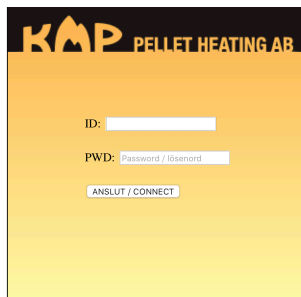 KMP PELLET HEATING AB
ID:
PWD: Password / lösenord
ANSLUT / CONNECT